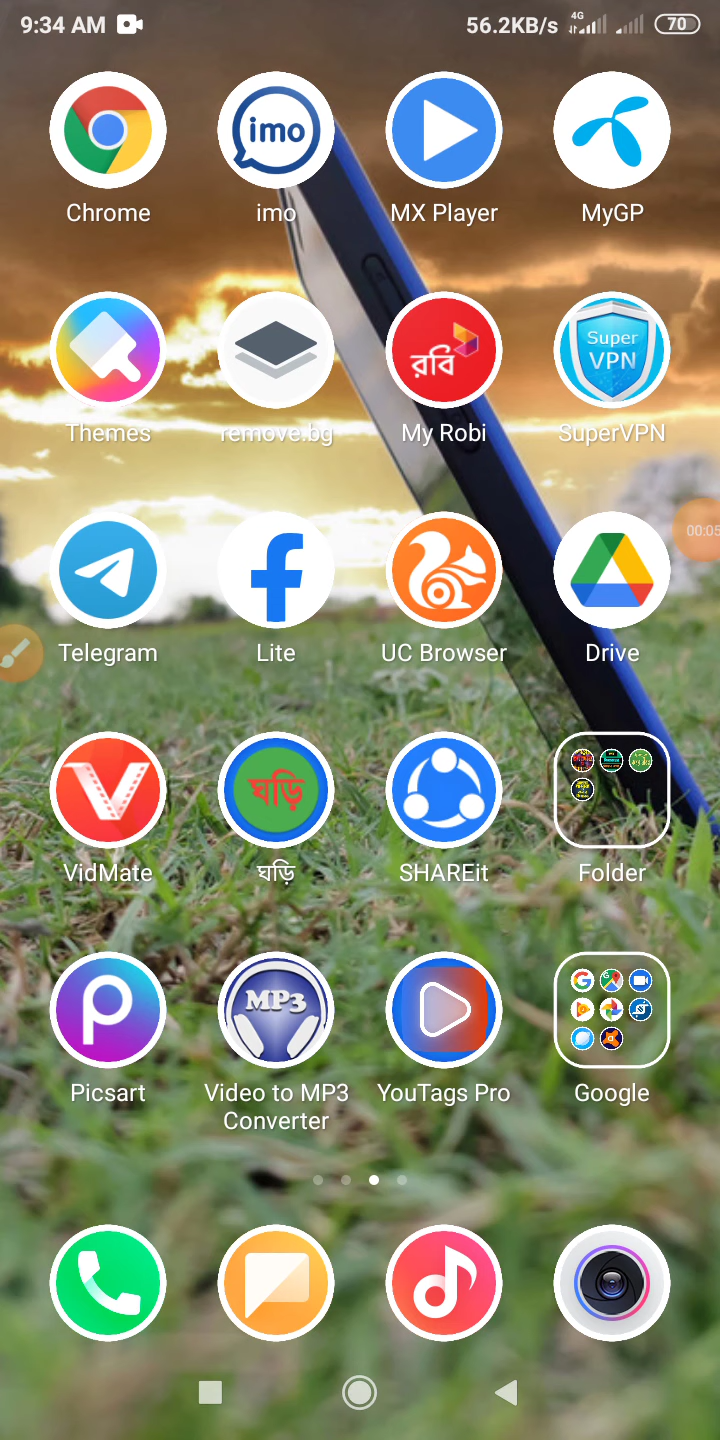 9:34 AM 56.2KB/s 4G 70
imo
Chrome imo MX Player MyGP
রবি
Super
VPN
Themes remove.bg My Robi SuperVPN
00:05
Telegram Lite UC Browser Drive
ঘড়ি
VidMate ঘড়ি SHAREit Folder
MP3
Picsart Video to MP3 YouTags Pro Google
Converter